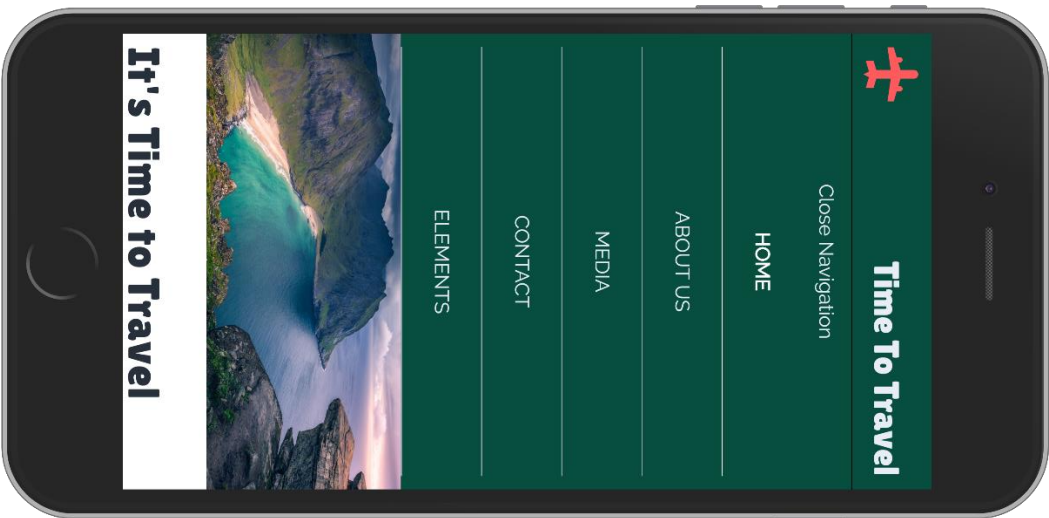 Time To Travel
Close Navigation
HOME
ABOUT US
MEDIA
CONTACT
ELEMENTS
It's Time to Travel